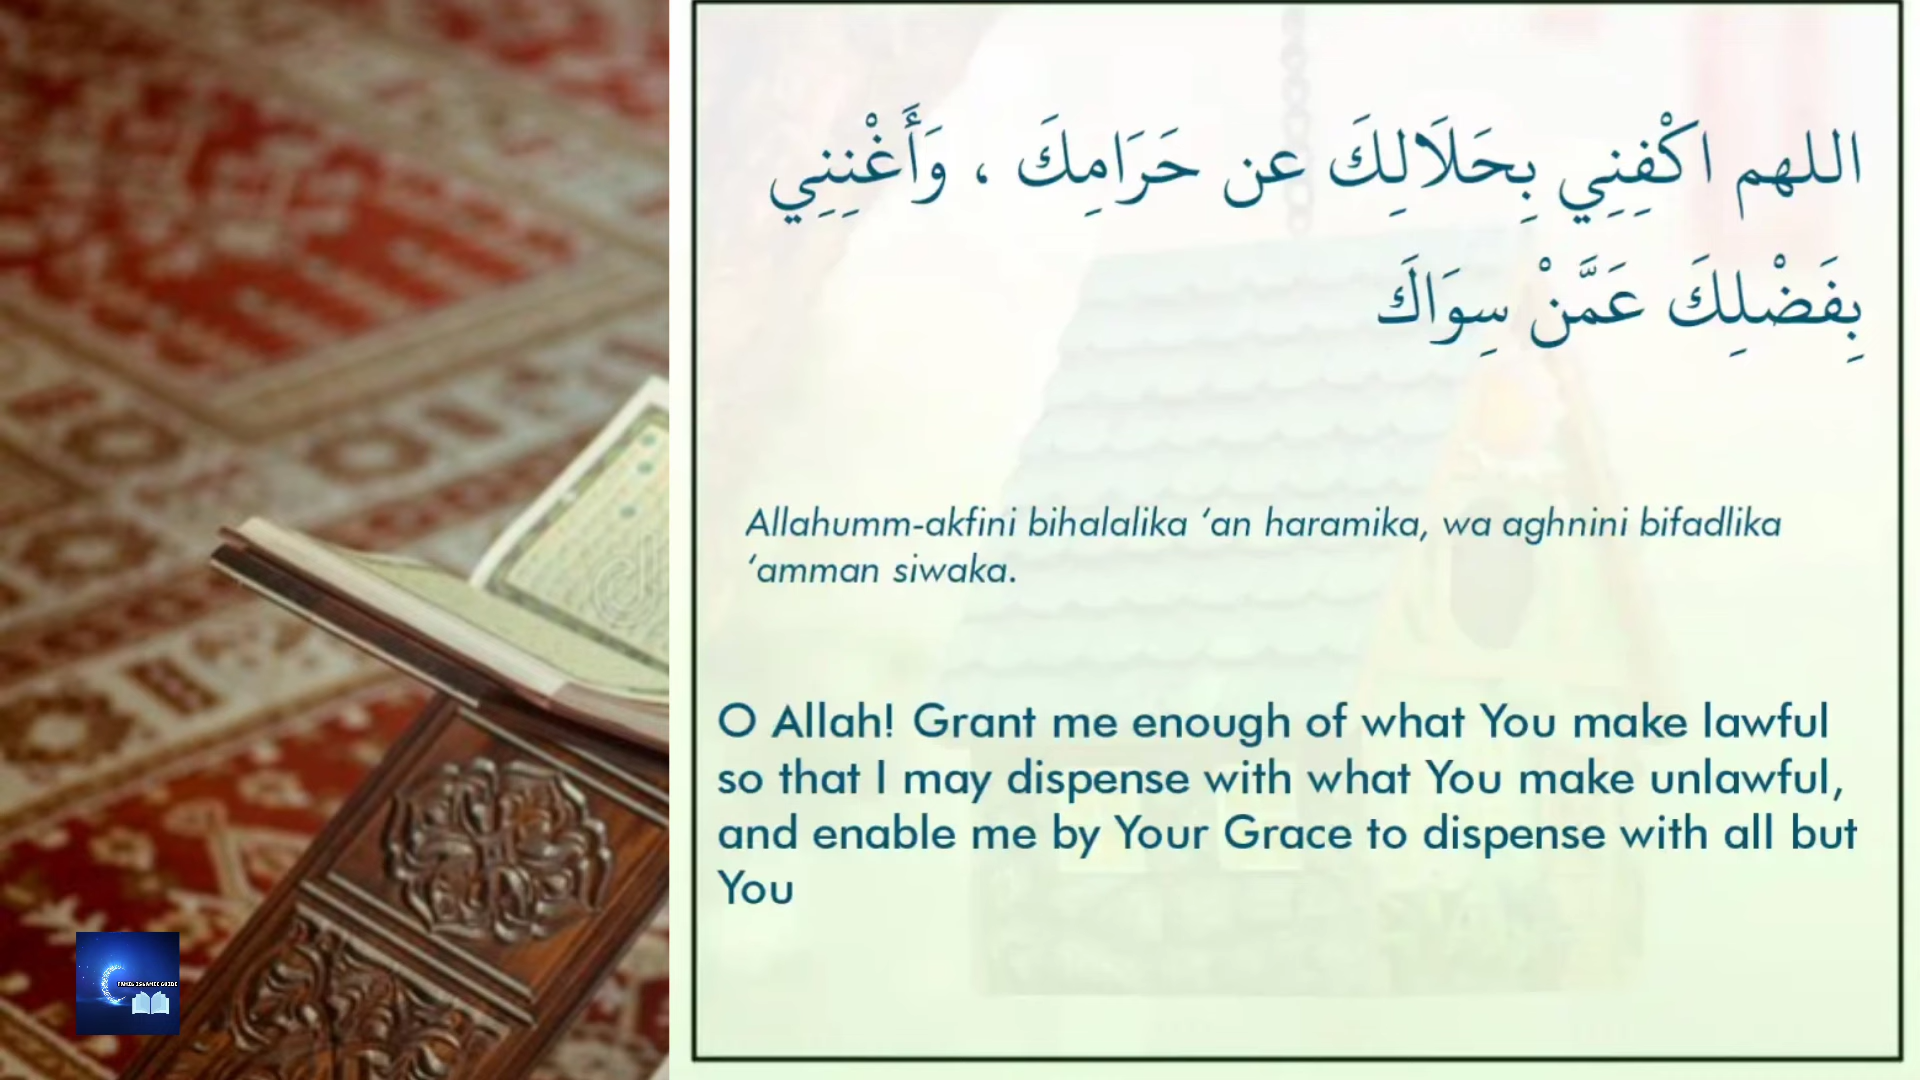 اللهم اكْفِنِي بِحَلَالِكَ عن حَرَامِكَ ، وَأَغْنِنِي
بِفَضْلِكَ عَمَّنْ سِوَاكَ
Allahumm-akfini bihalalika ‘an haramika, wa aghnini bifadlika
‘amman siwaka.
O Allah! Grant me enough of what You make lawful
so that I may dispense with what You make unlawful,
and enable me by Your Grace to dispense with all but
You